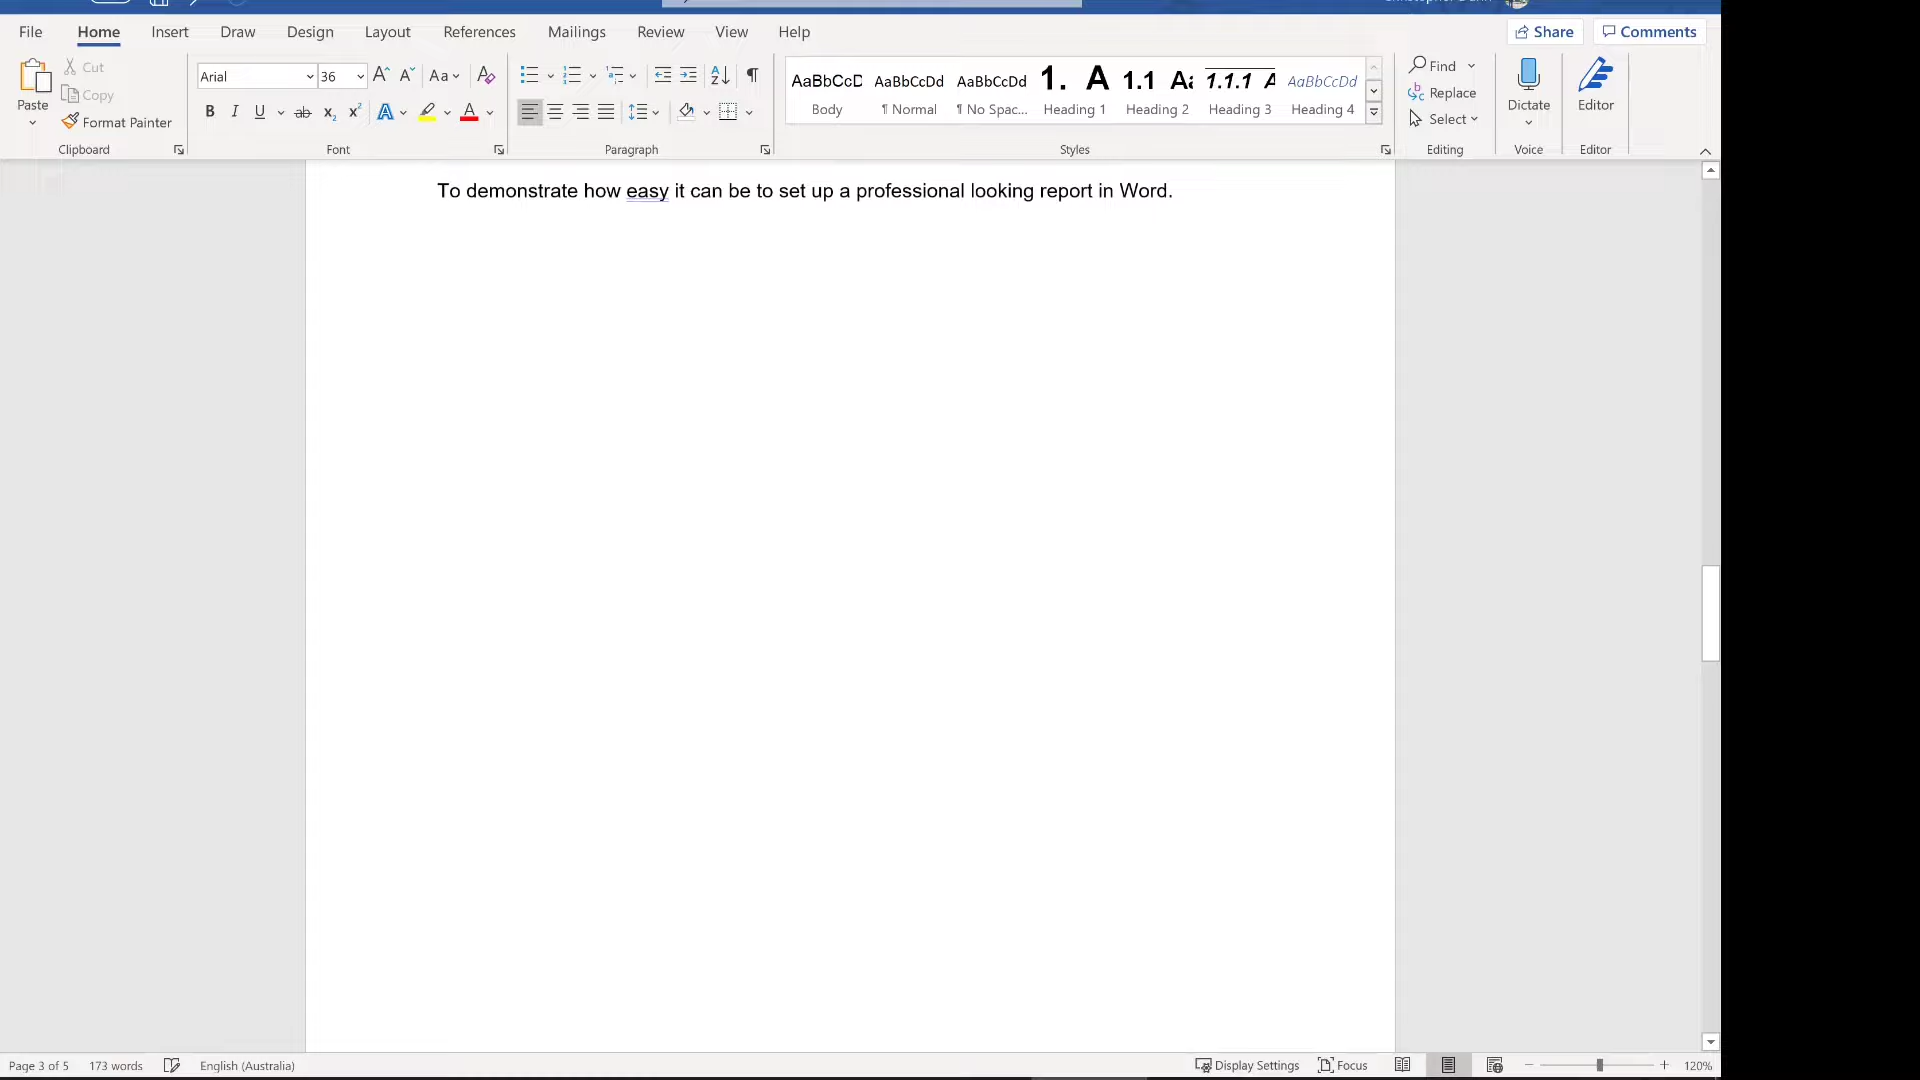 File Home Insert Draw Design Layout References Mailings Review View Help Share Comments
Paste Cut Copy Format Painter Clipboard
Arial 36 Aa Font
Paragraph
AaBbCcD AaBbCcDd AaBbCcDd 1. A 1.1 Aa 1.1.1 A AaBbCcDd
Body ¶ Normal ¶ No Spac... Heading 1 Heading 2 Heading 3 Heading 4
Styles
Find Replace Select Editing
Dictate Voice
Editor Editor
To demonstrate how easy it can be to set up a professional looking report in Word.
Page 3 of 5 173 words English (Australia) Display Settings Focus 120%